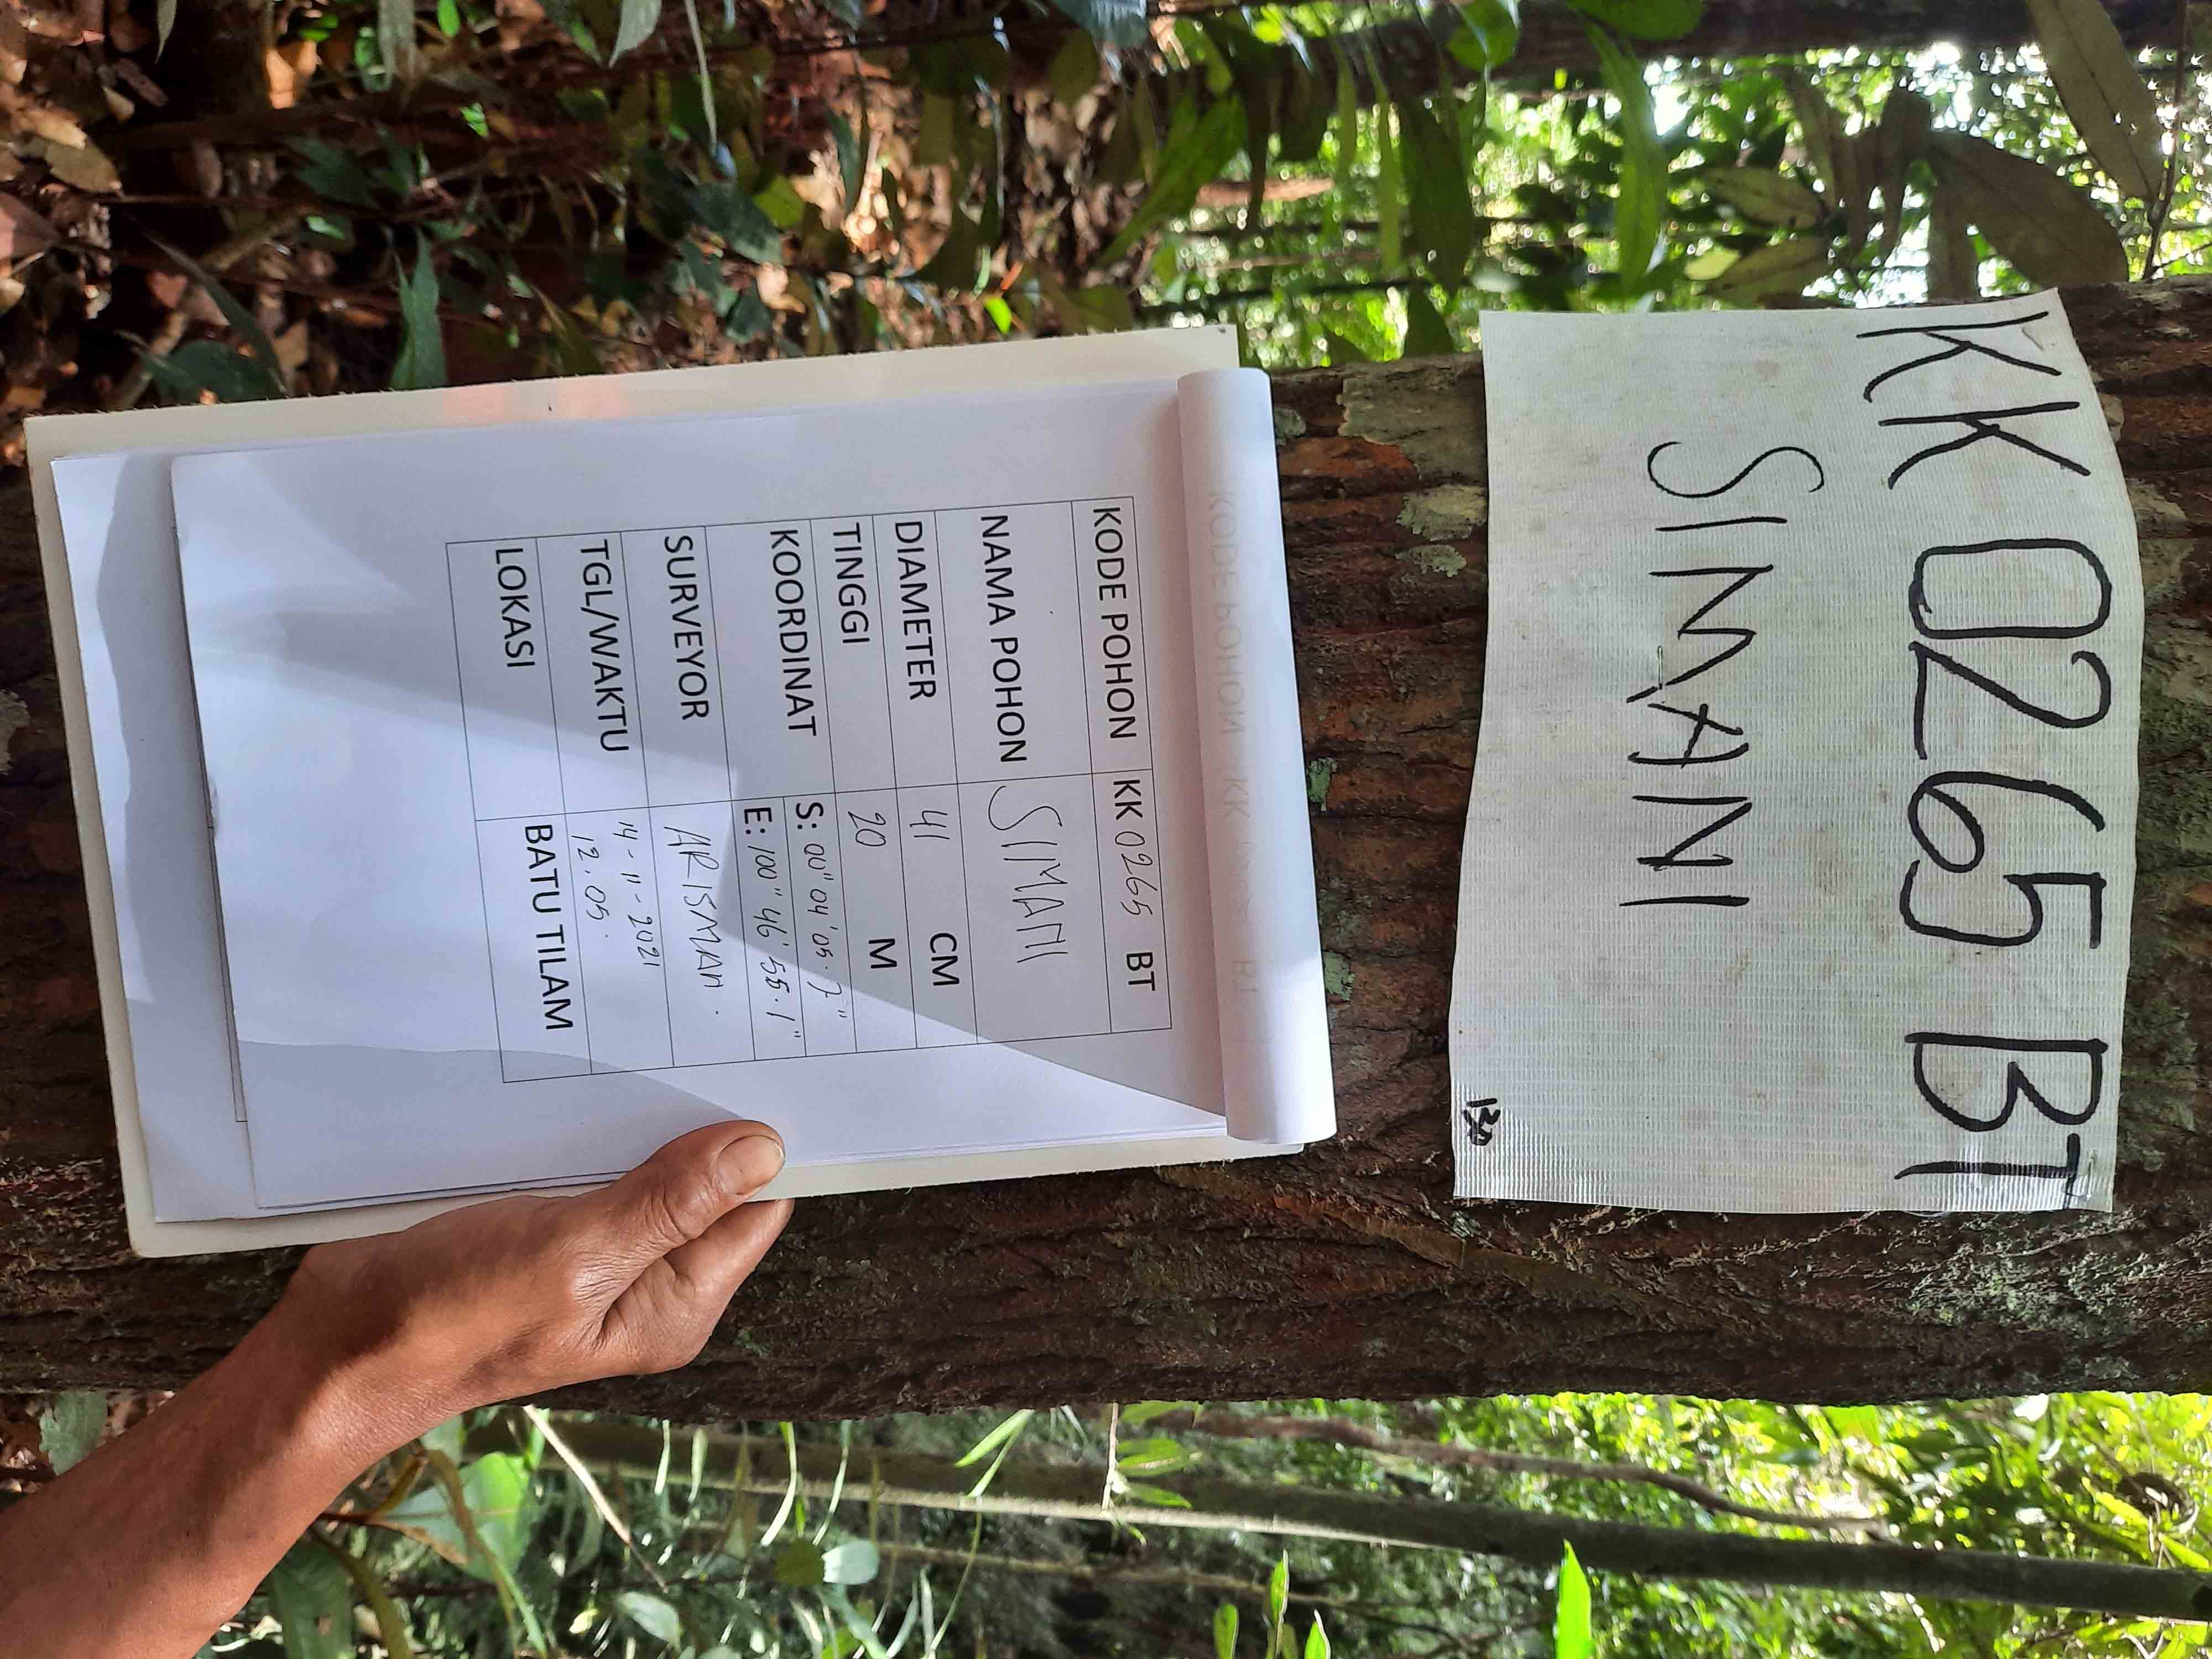 KK 0265 BT
SIMANI
KODE POHON KK 0265 BT
NAMA POHON SIMANI
DIAMETER 41 CM
TINGGI 20 M
KOORDINAT S: 00" 04' 05.7"
E: 100" 46' 55.1"
SURVEYOR ARISMAN.
TGL/WAKTU 14-11-2021
12.05.
LOKASI BATU TILAM